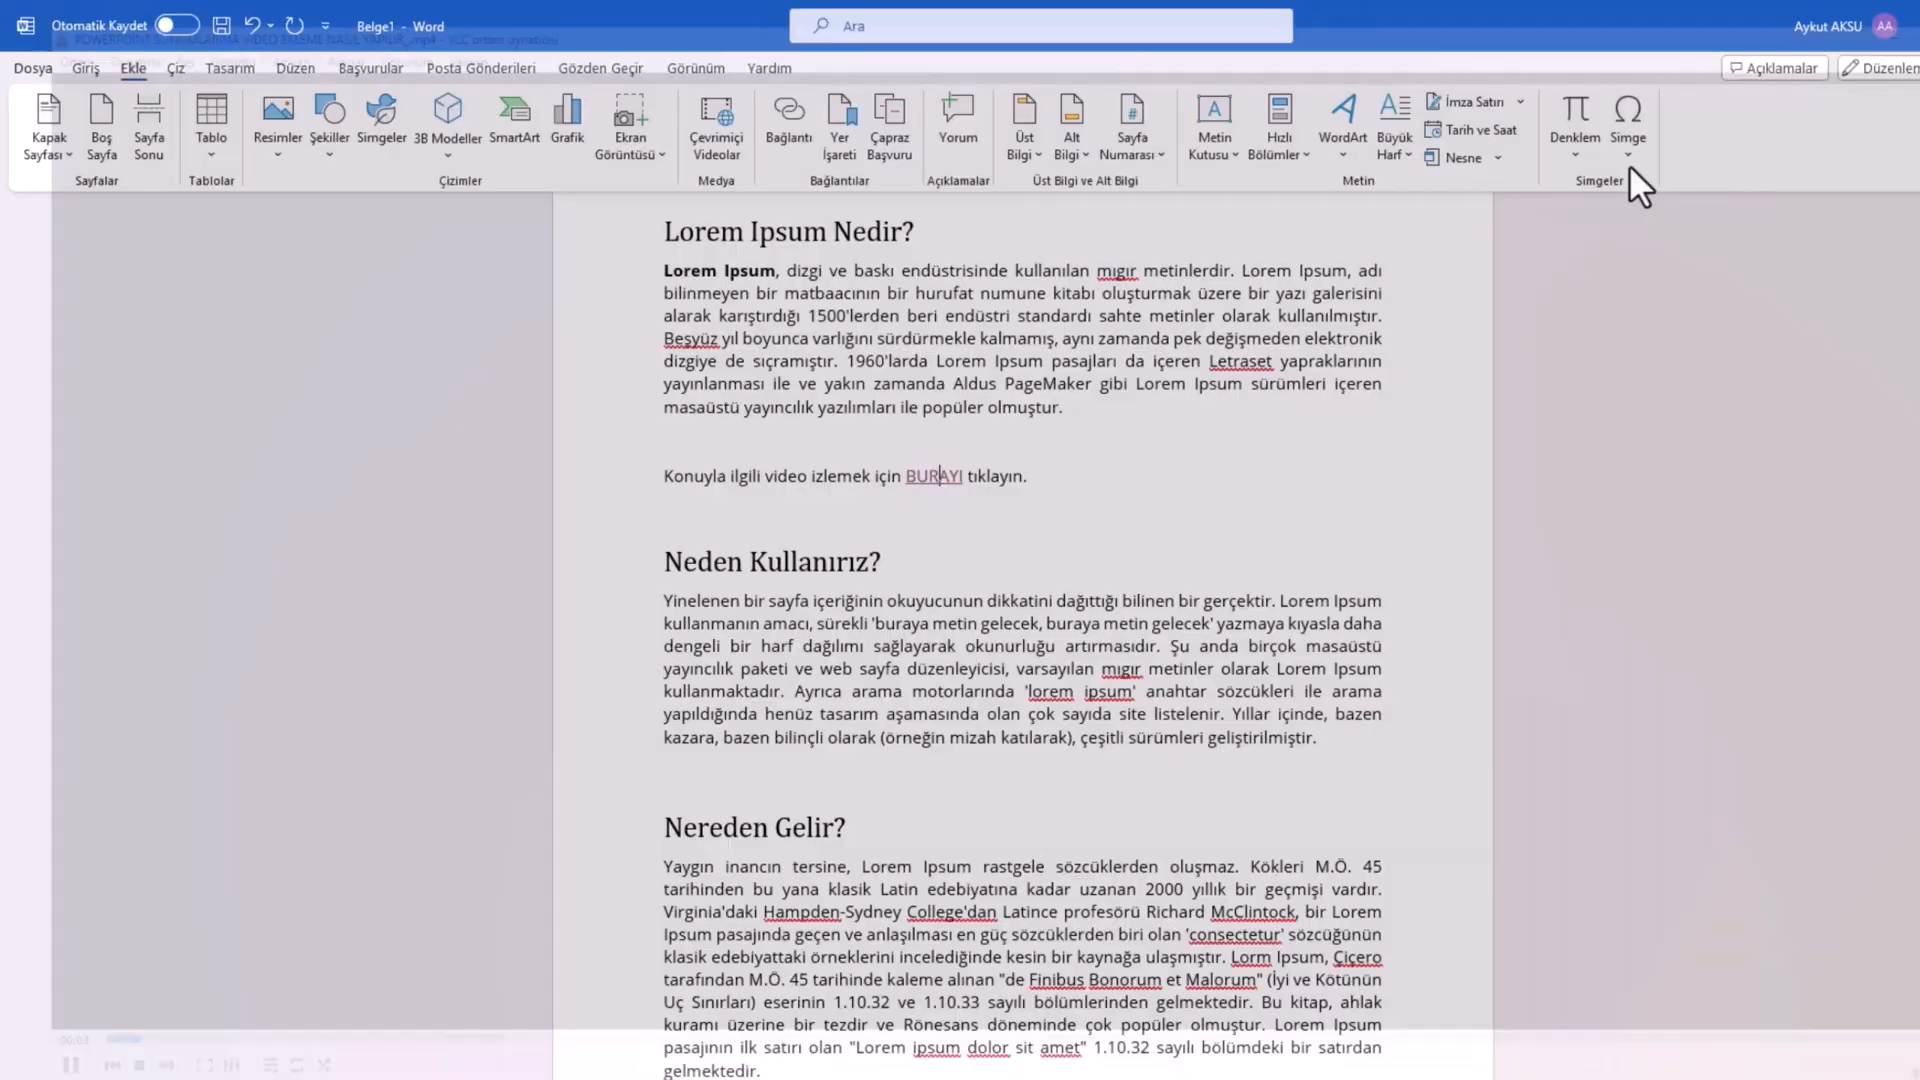 Otomatik Kaydet
Belge1 - Word
Ara
Aykut AKSU AA
POWERPOINT SUNUMLARINA VIDEO EKLEME NASIL YAPILIR_.mp4 - VLC
Dosya Giriş Ekle Çiz Tasarım Düzen Başvurular Posta Gönderileri Gözden Geçir Görünüm Yardım
Açıklamalar Düzenlem
Kapak Sayfası
Boş Sayfa
Sayfa Sonu
Tablo
Resimler
Şekiller
Simgeler
3B Modeller
SmartArt
Grafik
Ekran Görüntüsü
Çevrimiçi Videolar
Bağlantı
Yer İşareti
Çapraz Başvuru
Yorum
Üst Bilgi
Alt Bilgi
Sayfa Numarası
Metin Kutusu
Hızlı Bölümler
WordArt
Büyük Harf
İmza Satırı
Tarih ve Saat
Nesne
Denklem
Simge
Sayfalar Tablolar Çizimler Medya Bağlantılar Açıklamalar Üst Bilgi ve Alt Bilgi Metin Simgeler
Lorem Ipsum Nedir?
Lorem Ipsum, dizgi ve baskı endüstrisinde kullanılan mıgır metinlerdir. Lorem Ipsum, adı
bilinmeyen bir matbaacının bir hurufat numune kitabı oluşturmak üzere bir yazı galerisini
alarak karıştırdığı 1500'lerden beri endüstri standardı sahte metinler olarak kullanılmıştır.
Beşyüz yıl boyunca varlığını sürdürmekle kalmamış, aynı zamanda pek değişmeden elektronik
dizgiye de sıçramıştır. 1960'larda Lorem Ipsum pasajları da içeren Letraset yapraklarının
yayınlanması ile ve yakın zamanda Aldus PageMaker gibi Lorem Ipsum sürümleri içeren
masaüstü yayıncılık yazılımları ile popüler olmuştur.
Konuyla ilgili video izlemek için BURAYI tıklayın.
Neden Kullanırız?
Yinelenen bir sayfa içeriğinin okuyucunun dikkatini dağıttığı bilinen bir gerçektir. Lorem Ipsum
kullanmanın amacı, sürekli 'buraya metin gelecek, buraya metin gelecek' yazmaya kıyasla daha
dengeli bir harf dağılımı sağlayarak okunurluğu artırmasıdır. Şu anda birçok masaüstü
yayıncılık paketi ve web sayfa düzenleyicisi, varsayılan mıgır metinler olarak Lorem Ipsum
kullanmaktadır. Ayrıca arama motorlarında 'lorem ipsum' anahtar sözcükleri ile arama
yapıldığında henüz tasarım aşamasında olan çok sayıda site listelenir. Yıllar içinde, bazen
kazara, bazen bilinçli olarak (örneğin mizah katılarak), çeşitli sürümleri geliştirilmiştir.
Nereden Gelir?
Yaygın inancın tersine, Lorem Ipsum rastgele sözcüklerden oluşmaz. Kökleri M.Ö. 45
tarihinden bu yana klasik Latin edebiyatına kadar uzanan 2000 yıllık bir geçmişi vardır.
Virginia'daki Hampden-Sydney College'dan Latince profesörü Richard McClintock, bir Lorem
Ipsum pasajında geçen ve anlaşılması en güç sözcüklerden biri olan 'consectetur' sözcüğünün
klasik edebiyattaki örneklerini incelediğinde kesin bir kaynağa ulaşmıştır. Lorm Ipsum, Çiçero
tarafından M.Ö. 45 tarihinde kaleme alınan "de Finibus Bonorum et Malorum" (İyi ve Kötünün
Uç Sınırları) eserinin 1.10.32 ve 1.10.33 sayılı bölümlerinden gelmektedir. Bu kitap, ahlak
kuramı üzerine bir tezdir ve Rönesans döneminde çok popüler olmuştur. Lorem Ipsum
pasajının ilk satırı olan "Lorem ipsum dolor sit amet" 1.10.32 sayılı bölümdeki bir satırdan
gelmektedir.
00:03